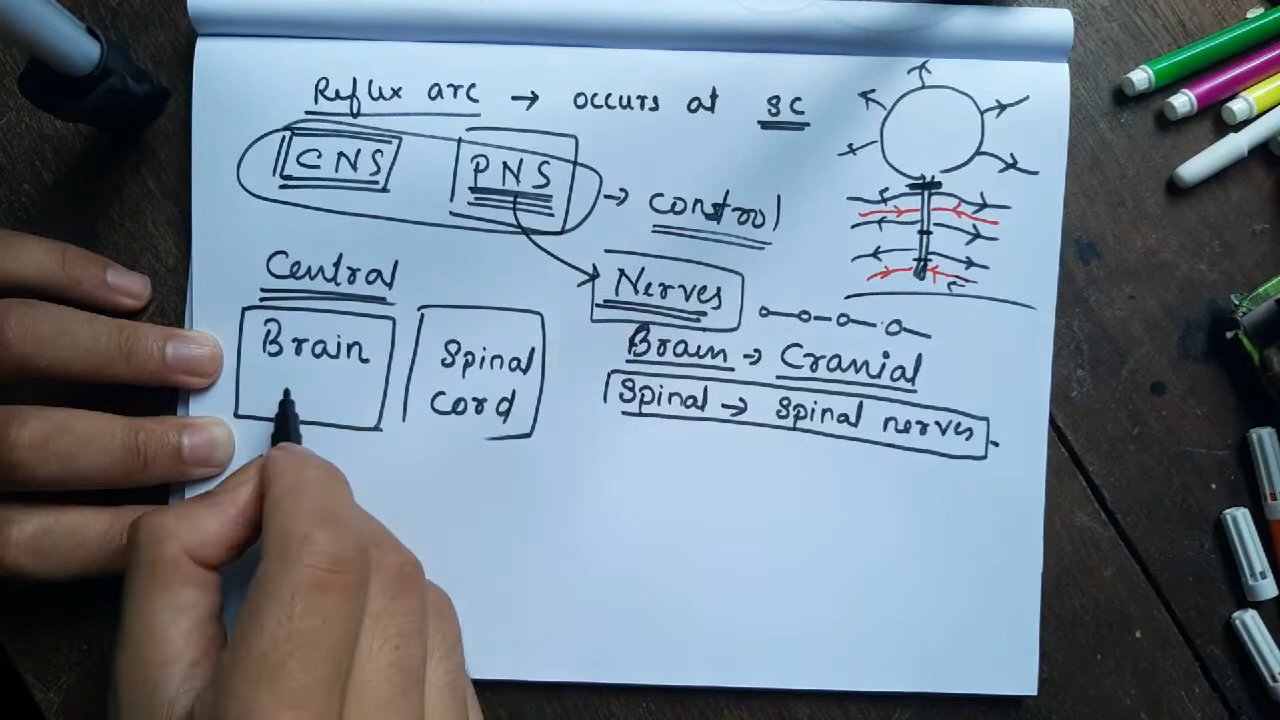 Reflux arc → occurs at SC
CNS PNS → control
Central
Nerves
Brain
Spinal
cord
Brain → Cranial
Spinal → Spinal nerves